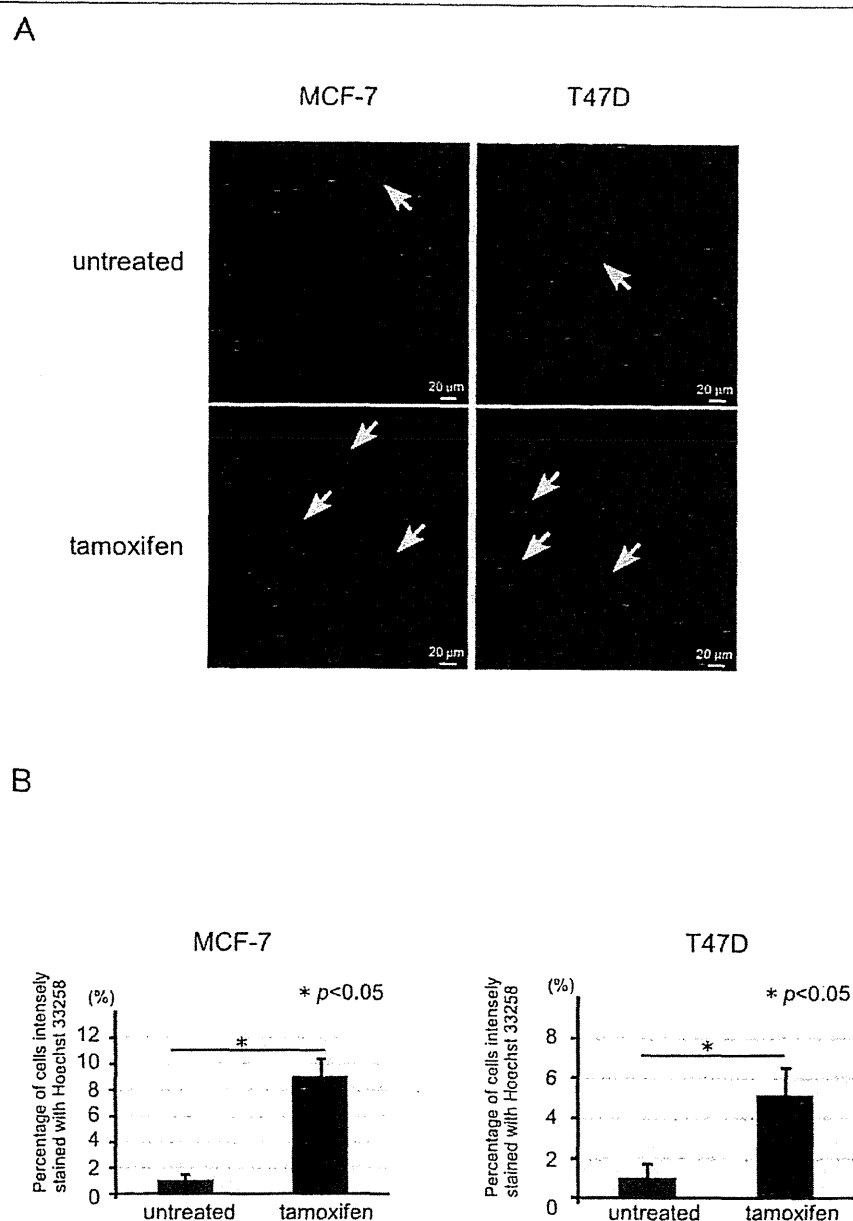 A
MCF-7 T47D
untreated
20 µm 20 µm
tamoxifen
20 µm 20 µm
B
MCF-7
Percentage of cells intensely
stained with Hoechst 33258
(%)
* p<0.05
*
12
10
8
6
4
2
0
untreated tamoxifen
T47D
Percentage of cells intensely
stained with Hoechst 33258
(%)
* p<0.05
*
8
6
4
2
0
untreated tamoxifen